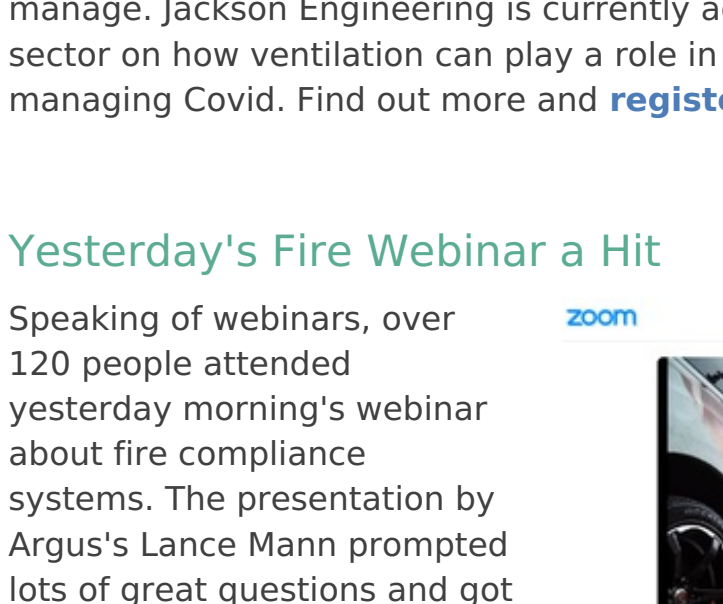 manage. Jackson Engineering is currently
sector on how ventilation can play a role in
managing Covid. Find out more and
Yesterday's Fire Webinar a Hit
Speaking of webinars, over
zoom
120 people attended
yesterday morning's webinar
about fire compliance
systems. The presentation by
Argus's Lance Mann prompted
lots of great questions and got